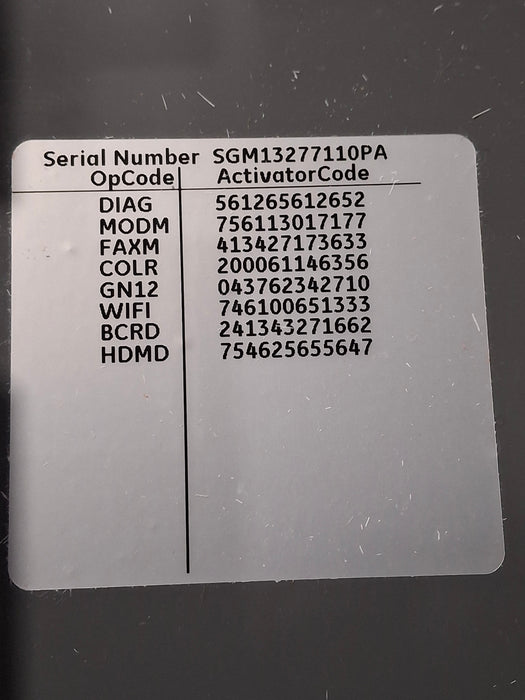 Serial Number SGM13277110PA
OpCode ActivatorCode
DIAG 561265612652
MODM 756113017177
FAXM 413427173633
COLR 200061146356
GN12 043762342710
WIFI 746100651333
BCRD 241343271662
HDMD 754625655647